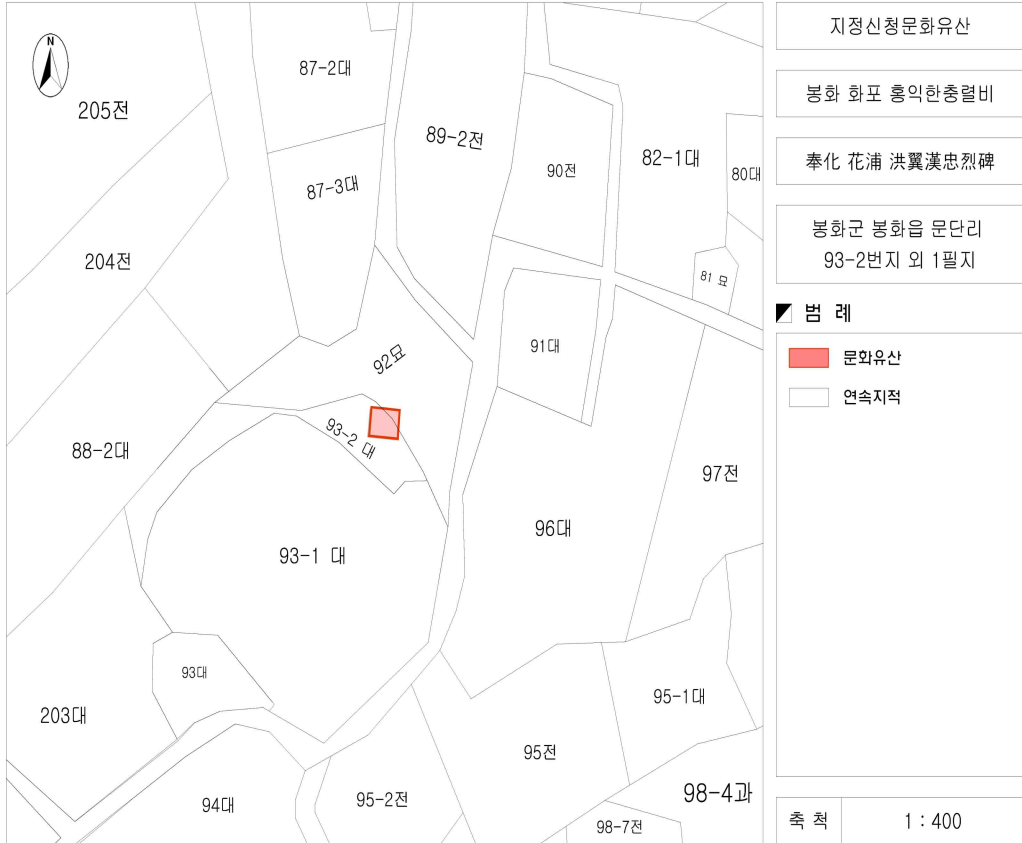 N
205전
87-2대
89-2전
90전
82-1대
80대
87-3대
204전
81 묘
92묘
91대
93-2 대
88-2대
97전
96대
93-1 대
93대
203대
95-1대
95전
94대
95-2전
98-4과
98-7전
지정신청문화유산
봉화 화포 홍익한충렬비
奉化 花浦 洪翼漢忠烈碑
봉화군 봉화읍 문단리
93-2번지 외 1필지
범 례
문화유산
연속지적
축 척
1 : 400